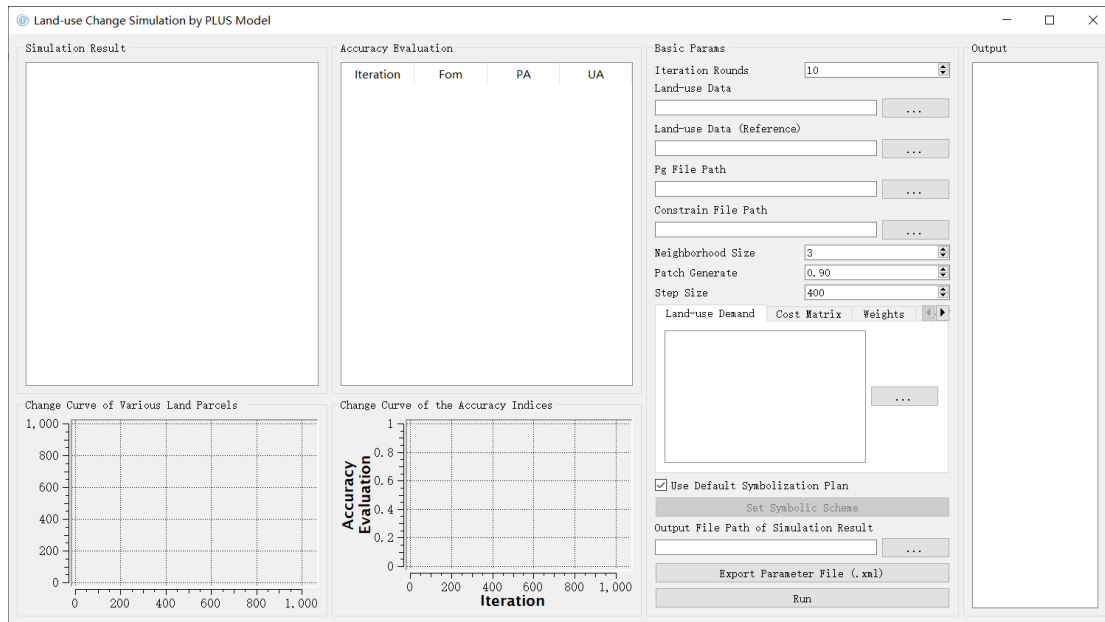 Land-use Change Simulation by PLUS Model
Simulation Result
Accuracy Evaluation
Iteration Fom PA UA
Basic Params
Iteration Rounds 10
Land-use Data
...
Land-use Data (Reference)
...
Pg File Path
...
Constrain File Path
...
Neighborhood Size 3
Patch Generate 0.90
Step Size 400
Land-use Demand Cost Matrix Weights
...
Use Default Symbolization Plan
Set Symbolic Scheme
Output File Path of Simulation Result
...
Export Parameter File (.xml)
Run
Output
Change Curve of Various Land Parcels
1,000
800
600
400
200
0
0 200 400 600 800 1,000
Change Curve of the Accuracy Indices
Accuracy
Evaluation
1
0.8
0.6
0.4
0.2
0
0 200 400 600 800 1,000
Iteration